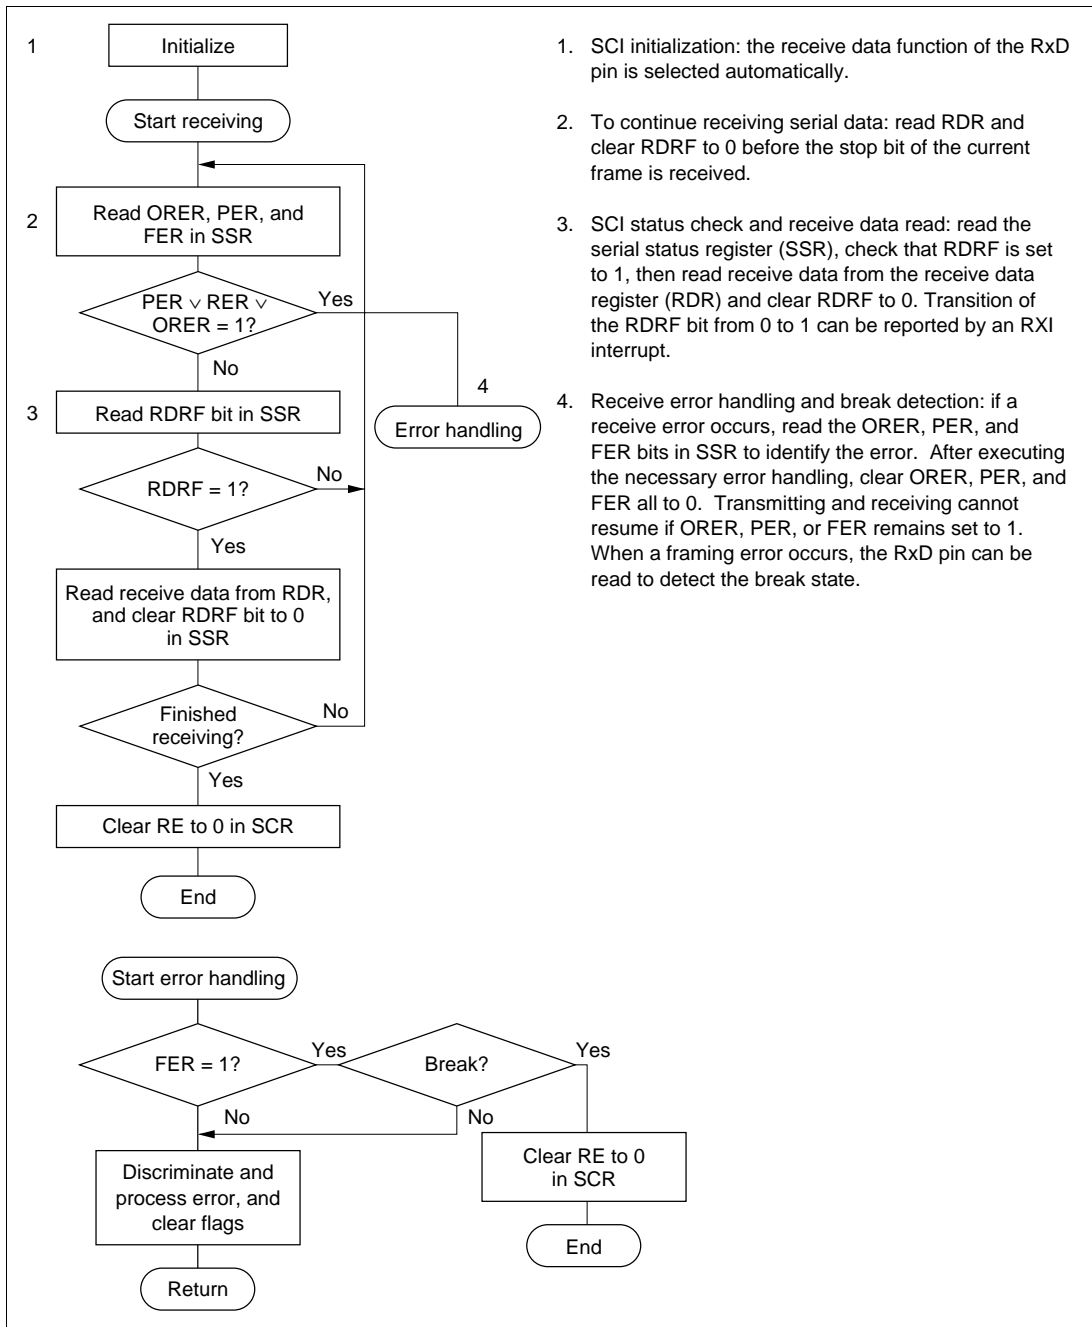 1
Initialize
Start receiving
2
Read ORER, PER, and
FER in SSR
PER ∨ RER ∨
ORER = 1?
Yes
No
4
Error handling
3
Read RDRF bit in SSR
RDRF = 1?
No
Yes
Read receive data from RDR,
and clear RDRF bit to 0
in SSR
Finished
receiving?
No
Yes
Clear RE to 0 in SCR
End
1. SCI initialization: the receive data function of the RxD
pin is selected automatically.
2. To continue receiving serial data: read RDR and
clear RDRF to 0 before the stop bit of the current
frame is received.
3. SCI status check and receive data read: read the
serial status register (SSR), check that RDRF is set
to 1, then read receive data from the receive data
register (RDR) and clear RDRF to 0. Transition of
the RDRF bit from 0 to 1 can be reported by an RXI
interrupt.
4. Receive error handling and break detection: if a
receive error occurs, read the ORER, PER, and
FER bits in SSR to identify the error. After executing
the necessary error handling, clear ORER, PER, and
FER all to 0. Transmitting and receiving cannot
resume if ORER, PER, or FER remains set to 1.
When a framing error occurs, the RxD pin can be
read to detect the break state.
Start error handling
FER = 1?
Yes
Break?
Yes
No
No
Discriminate and
process error, and
clear flags
Return
Clear RE to 0
in SCR
End